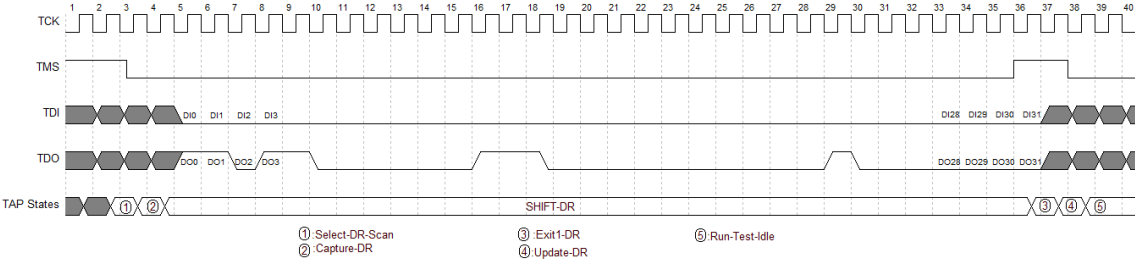 TCK 1 2 3 4 5 6 7 8 9 10 11 12 13 14 15 16 17 18 19 20 21 22 23 24 25 26 27 28 29 30 31 32 33 34 35 36 37 38 39 40
TMS
TDI DI0 DI1 DI2 DI3 DI28 DI29 DI30 DI31
TDO DO0 DO1 DO2 DO3 DO28 DO29 DO30 DO31
TAP States ① ② SHIFT-DR ③ ④ ⑤
①:Select-DR-Scan ③:Exit1-DR ⑤:Run-Test-Idle
②:Capture-DR ④:Update-DR